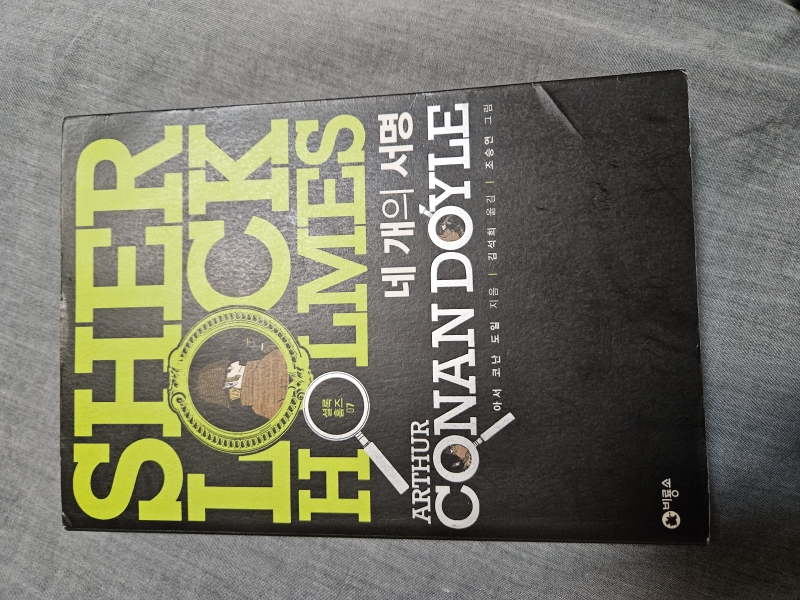 SHER
LOCK
HOLMES
셜록
홈즈
07
네 개의 서명
ARTHUR
CONAN DOYLE
아서 코난 도일 지음 | 김석희 옮김 | 조승연 그림
비룡소